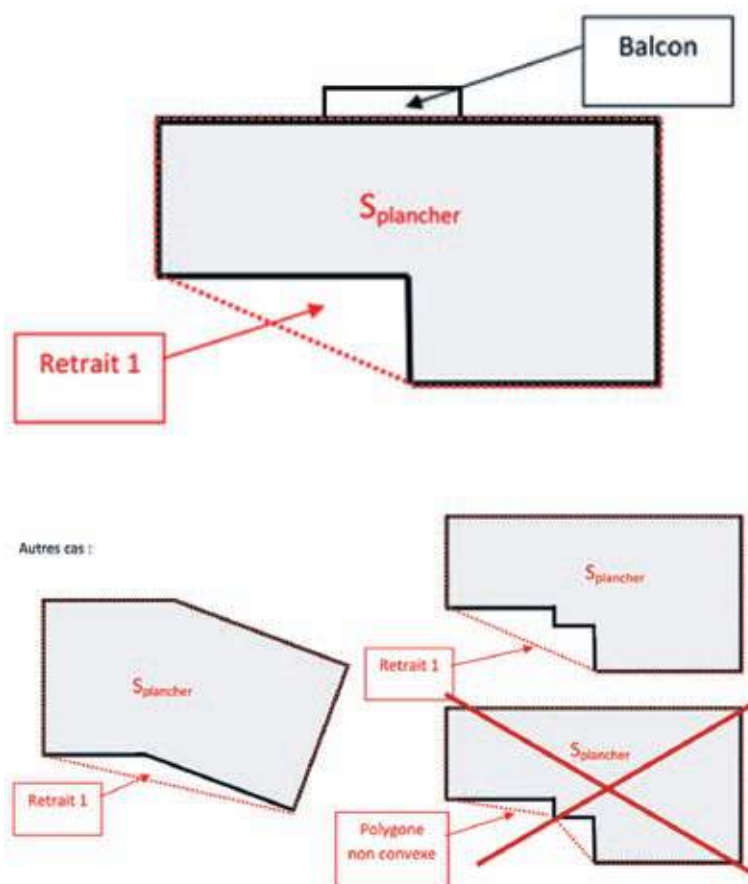 Balcon
Splancher
Retrait 1
Autres cas :
Splancher
Retrait 1
Splancher
Retrait 1
Splancher
Polygone
non convexe